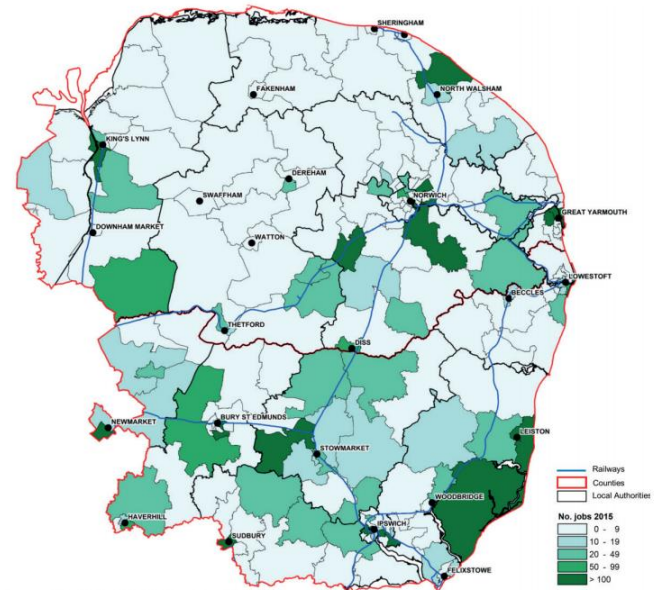 SHERINGHAM
NORTH WALSHAM
FAKENHAM
KING'S LYNN
DEREHAM
SWAFFHAM
NORWICH
GREAT YARMOUTH
DOWNHAM MARKET
WATTON
LOWESTOFT
BECCLES
THETFORD
DISS
NEWMARKET
BURY ST EDMUNDS
LEISTON
STOWMARKET
WOODBRIDGE
HAVERHILL
IPSWICH
SUDBURY
FELIXSTOWE
Railways
Counties
Local Authorities
No. jobs 2015
0 - 9
10 - 19
20 - 49
50 - 99
> 100